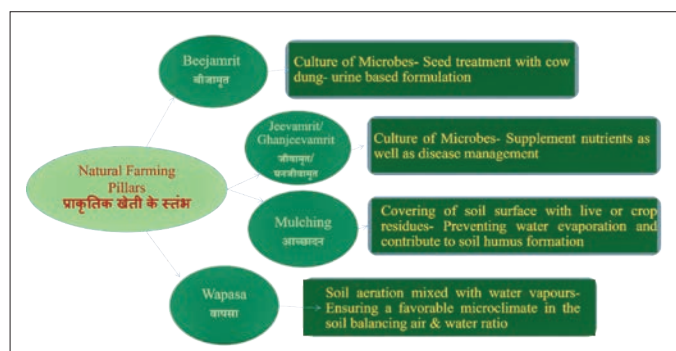 Beejamrit
बीजामृत
Culture of Microbes- Seed treatment with cow
dung- urine based formulation
Jeevamrit/
Ghanjeevamrit
जीवामृत/
घनजीवामृत
Culture of Microbes- Supplement nutrients as
well as disease management
Natural Farming
Pillars
प्राकृतिक खेती के स्तंभ
Mulching
आच्छादन
Covering of soil surface with live or crop
residues- Preventing water evaporation and
contribute to soil humus formation
Wapasa
वापसा
Soil aeration mixed with water vapours-
Ensuring a favorable microclimate in the
soil balancing air & water ratio